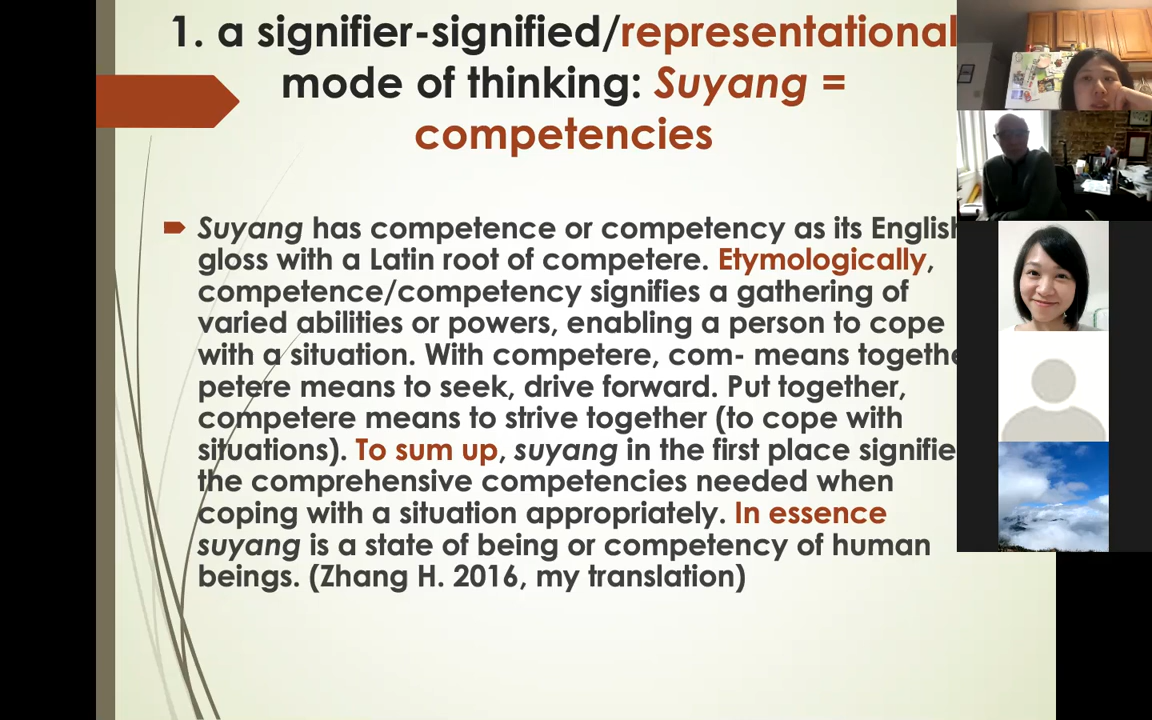 1. a signifier-signified/representational
mode of thinking: Suyang =
competencies
Suyang has competence or competency as its English
gloss with a Latin root of competere. Etymologically,
competence/competency signifies a gathering of
varied abilities or powers, enabling a person to cope
with a situation. With competere, com- means togethe
petere means to seek, drive forward. Put together,
competere means to strive together (to cope with
situations). To sum up, suyang in the first place signifie
the comprehensive competencies needed when
coping with a situation appropriately. In essence
suyang is a state of being or competency of human
beings. (Zhang H. 2016, my translation)